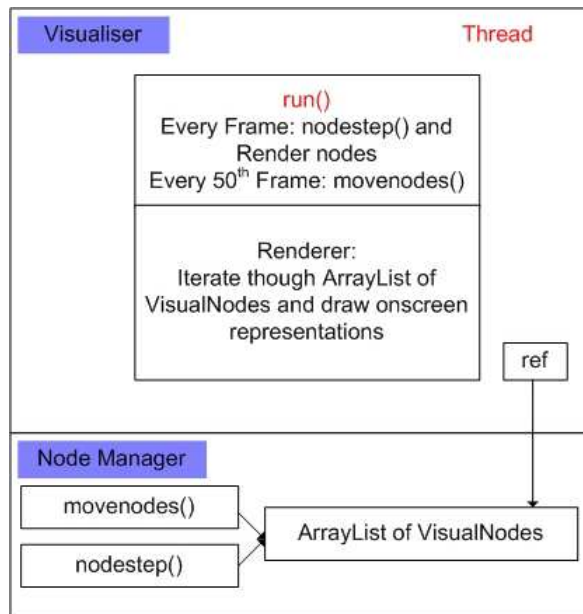 Visualiser
Thread
run()
Every Frame: nodestep() and
Render nodes
Every 50th Frame: movenodes()
Renderer:
Iterate though ArrayList of
VisualNodes and draw onscreen
representations
ref
Node Manager
movenodes()
ArrayList of VisualNodes
nodestep()